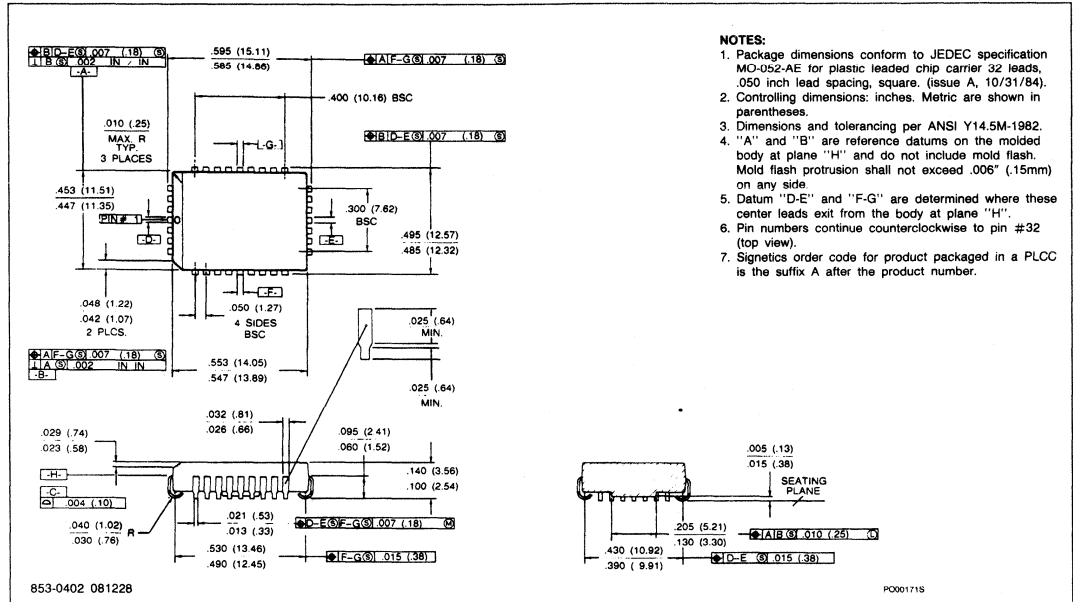 ⌖ B D-E Ⓢ .007 (.18) Ⓢ
⊥ B Ⓢ .002 IN / IN
-A-
.595 (15.11)
.585 (14.86)
⌖ A F-G Ⓢ .007 (.18) Ⓢ
.400 (10.16) BSC
⌖ B D-E Ⓢ .007 (.18) Ⓢ
.010 (.25)
MAX. R
TYP.
3 PLACES
-G-
.453 (11.51)
.447 (11.35)
PIN # 1
-D-
.300 (7.62)
BSC
-E-
.495 (12.57)
.485 (12.32)
-F-
.048 (1.22)
.042 (1.07)
2 PLCS.
.050 (1.27)
4 SIDES
BSC
.025 (.64)
MIN.
⌖ A F-G Ⓢ .007 (.18) Ⓢ
⊥ A Ⓢ .002 IN IN
-B-
.553 (14.05)
.547 (13.89)
.025 (.64)
MIN.
.032 (.81)
.026 (.66)
.029 (.74)
.023 (.58)
.095 (2.41)
.060 (1.52)
-H-
-C-
⌓ .004 (.10)
.140 (3.56)
.100 (2.54)
.040 (1.02) R
.030 (.76)
.021 (.53)
.013 (.33)
⌖ D-E Ⓢ F-G Ⓢ .007 (.18) Ⓜ
.530 (13.46)
.490 (12.45)
⌖ F-G Ⓢ .015 (.38)
.005 (.13)
.015 (.38)
SEATING
PLANE
.205 (5.21)
.130 (3.30)
⌖ A B Ⓢ .010 (.25) Ⓛ
.430 (10.92)
.390 ( 9.91)
⌖ D-E Ⓢ .015 (.38)
853-0402 081228
PO00171S
NOTES:
1. Package dimensions conform to JEDEC specification
MO-052-AE for plastic leaded chip carrier 32 leads,
.050 inch lead spacing, square. (issue A, 10/31/84).
2. Controlling dimensions: inches. Metric are shown in
parentheses.
3. Dimensions and tolerancing per ANSI Y14.5M-1982.
4. "A" and "B" are reference datums on the molded
body at plane "H" and do not include mold flash.
Mold flash protrusion shall not exceed .006" (.15mm)
on any side.
5. Datum "D-E" and "F-G" are determined where these
center leads exit from the body at plane "H".
6. Pin numbers continue counterclockwise to pin #32
(top view).
7. Signetics order code for product packaged in a PLCC
is the suffix A after the product number.